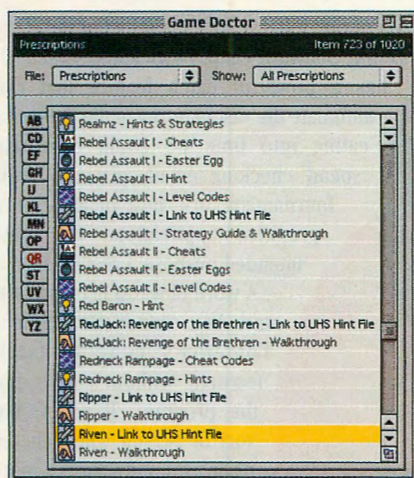 Game Doctor
Prescriptions Item 723 of 1020
File: Prescriptions Show: All Prescriptions
AB
CD
EF
GH
IJ
KL
MN
OP
QR
ST
UV
WX
YZ
Realmz - Hints & Strategies
Rebel Assault I - Cheats
Rebel Assault I - Easter Egg
Rebel Assault I - Hint
Rebel Assault I - Level Codes
Rebel Assault I - Link to UHS Hint File
Rebel Assault I - Strategy Guide & Walkthrough
Rebel Assault II - Cheats
Rebel Assault II - Easter Eggs
Rebel Assault II - Level Codes
Red Baron - Hint
RedJack: Revenge of the Brethren - Link to UHS Hint File
RedJack: Revenge of the Brethren - Walkthrough
Redneck Rampage - Cheat Codes
Redneck Rampage - Hints
Ripper - Link to UHS Hint File
Ripper - Walkthrough
Riven - Link to UHS Hint File
Riven - Walkthrough